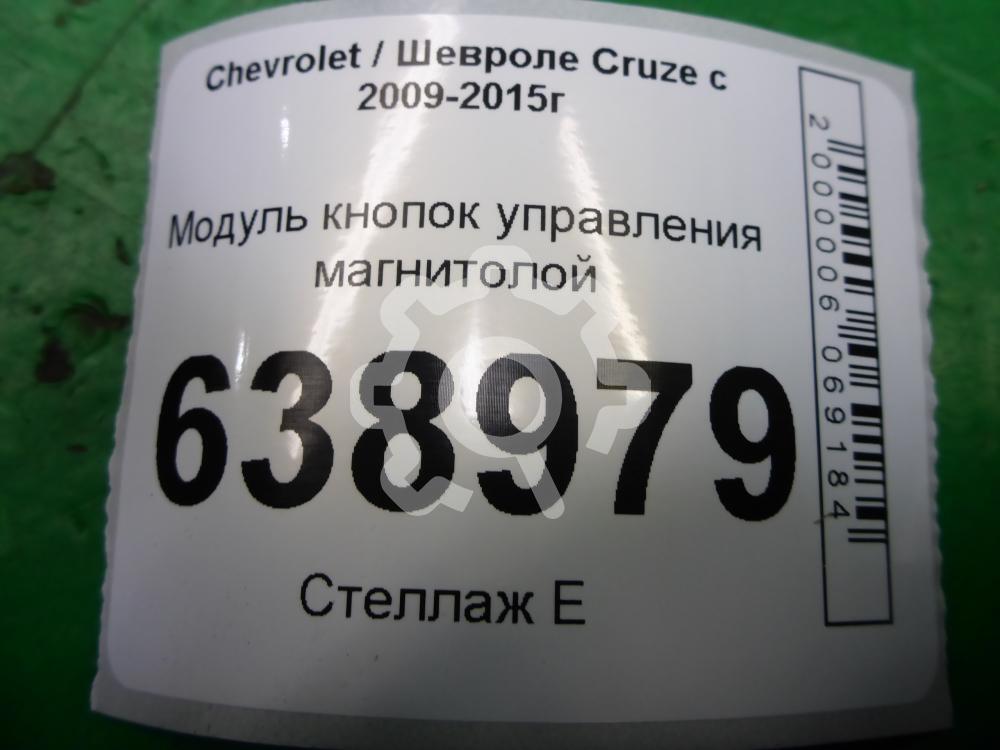 Chevrolet / Шевроле Cruze с
2009-2015г
Модуль кнопок управления
магнитолой
638979
Стеллаж E
2000006069184